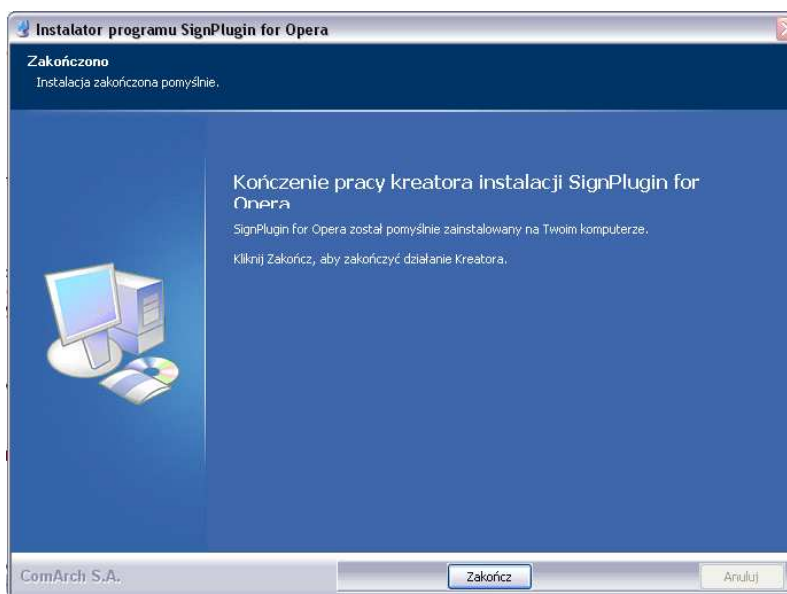 Instalator programu SignPlugin for Opera
Zakończono
Instalacja zakończona pomyślnie.
Kończenie pracy kreatora instalacji SignPlugin for
Opera
SignPlugin for Opera został pomyślnie zainstalowany na Twoim komputerze.
Kliknij Zakończ, aby zakończyć działanie Kreatora.
ComArch S.A.
Zakończ
Anuluj